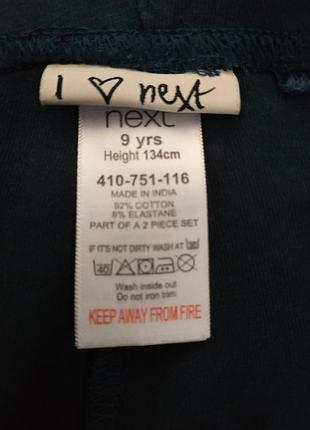 I ♡ next
next
9 yrs
Height 134cm
410-751-116
MADE IN INDIA
92% COTTON
8% ELASTANE
PART OF A 2 PIECE SET
IF IT'S NOT DIRTY WASH AT 30
40
Wash inside out
Do not iron trim
KEEP AWAY FROM FIRE